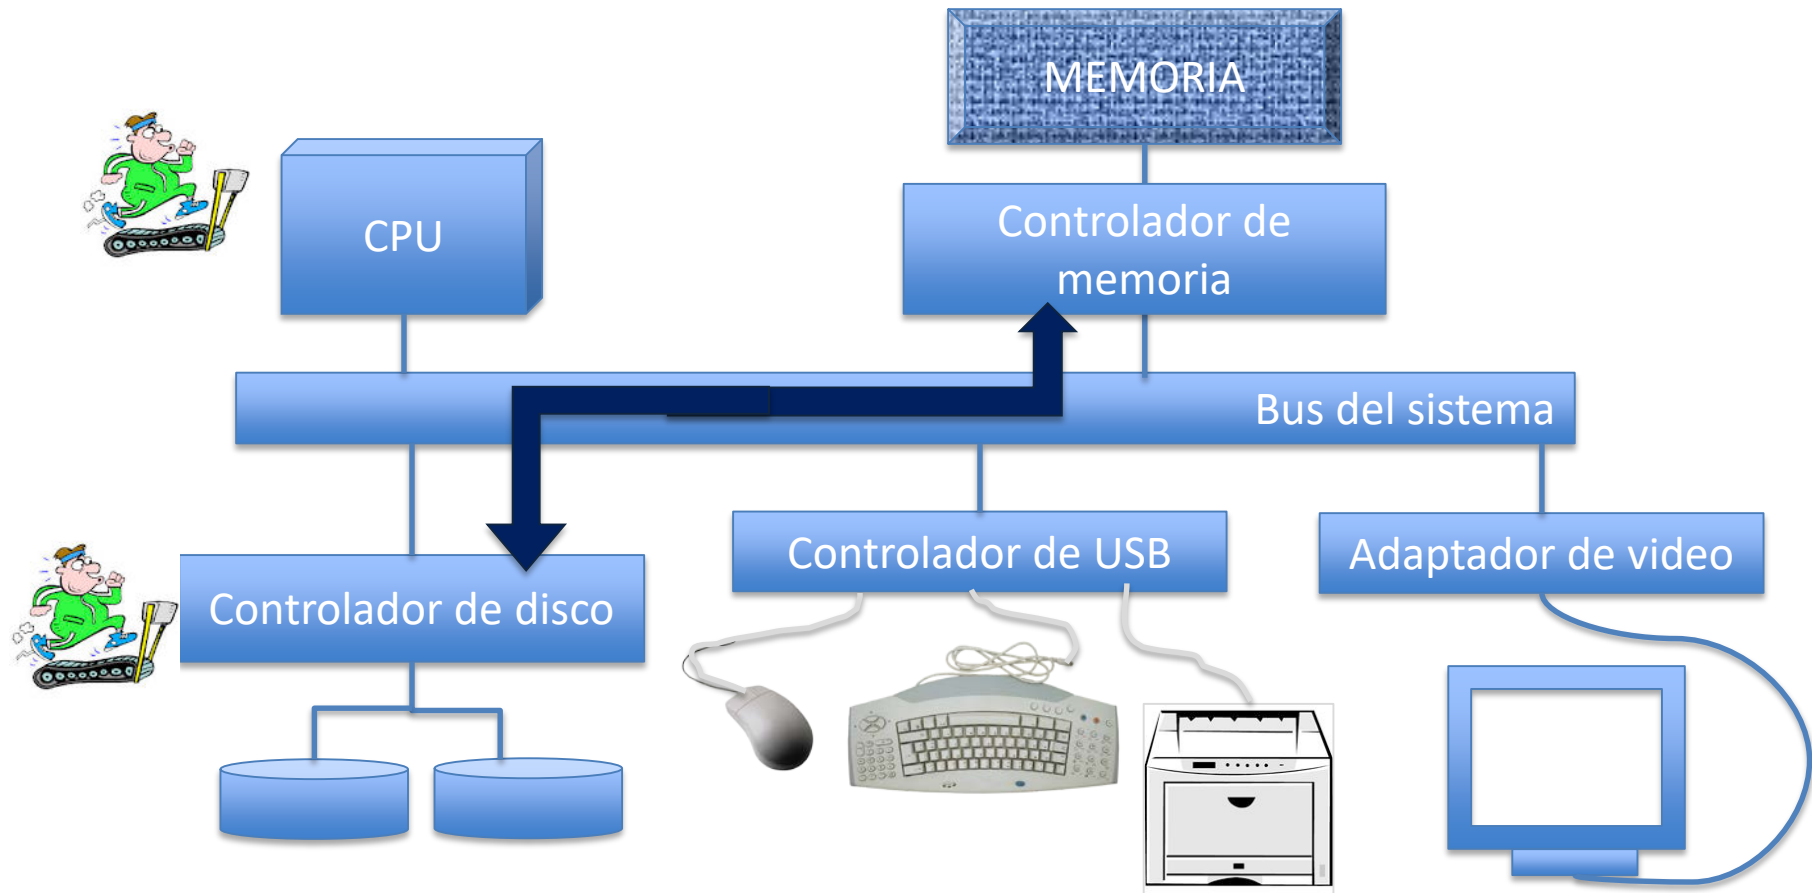 MEMORIA
CPU
Controlador de
memoria
Bus del sistema
Controlador de disco
Controlador de USB
Adaptador de video